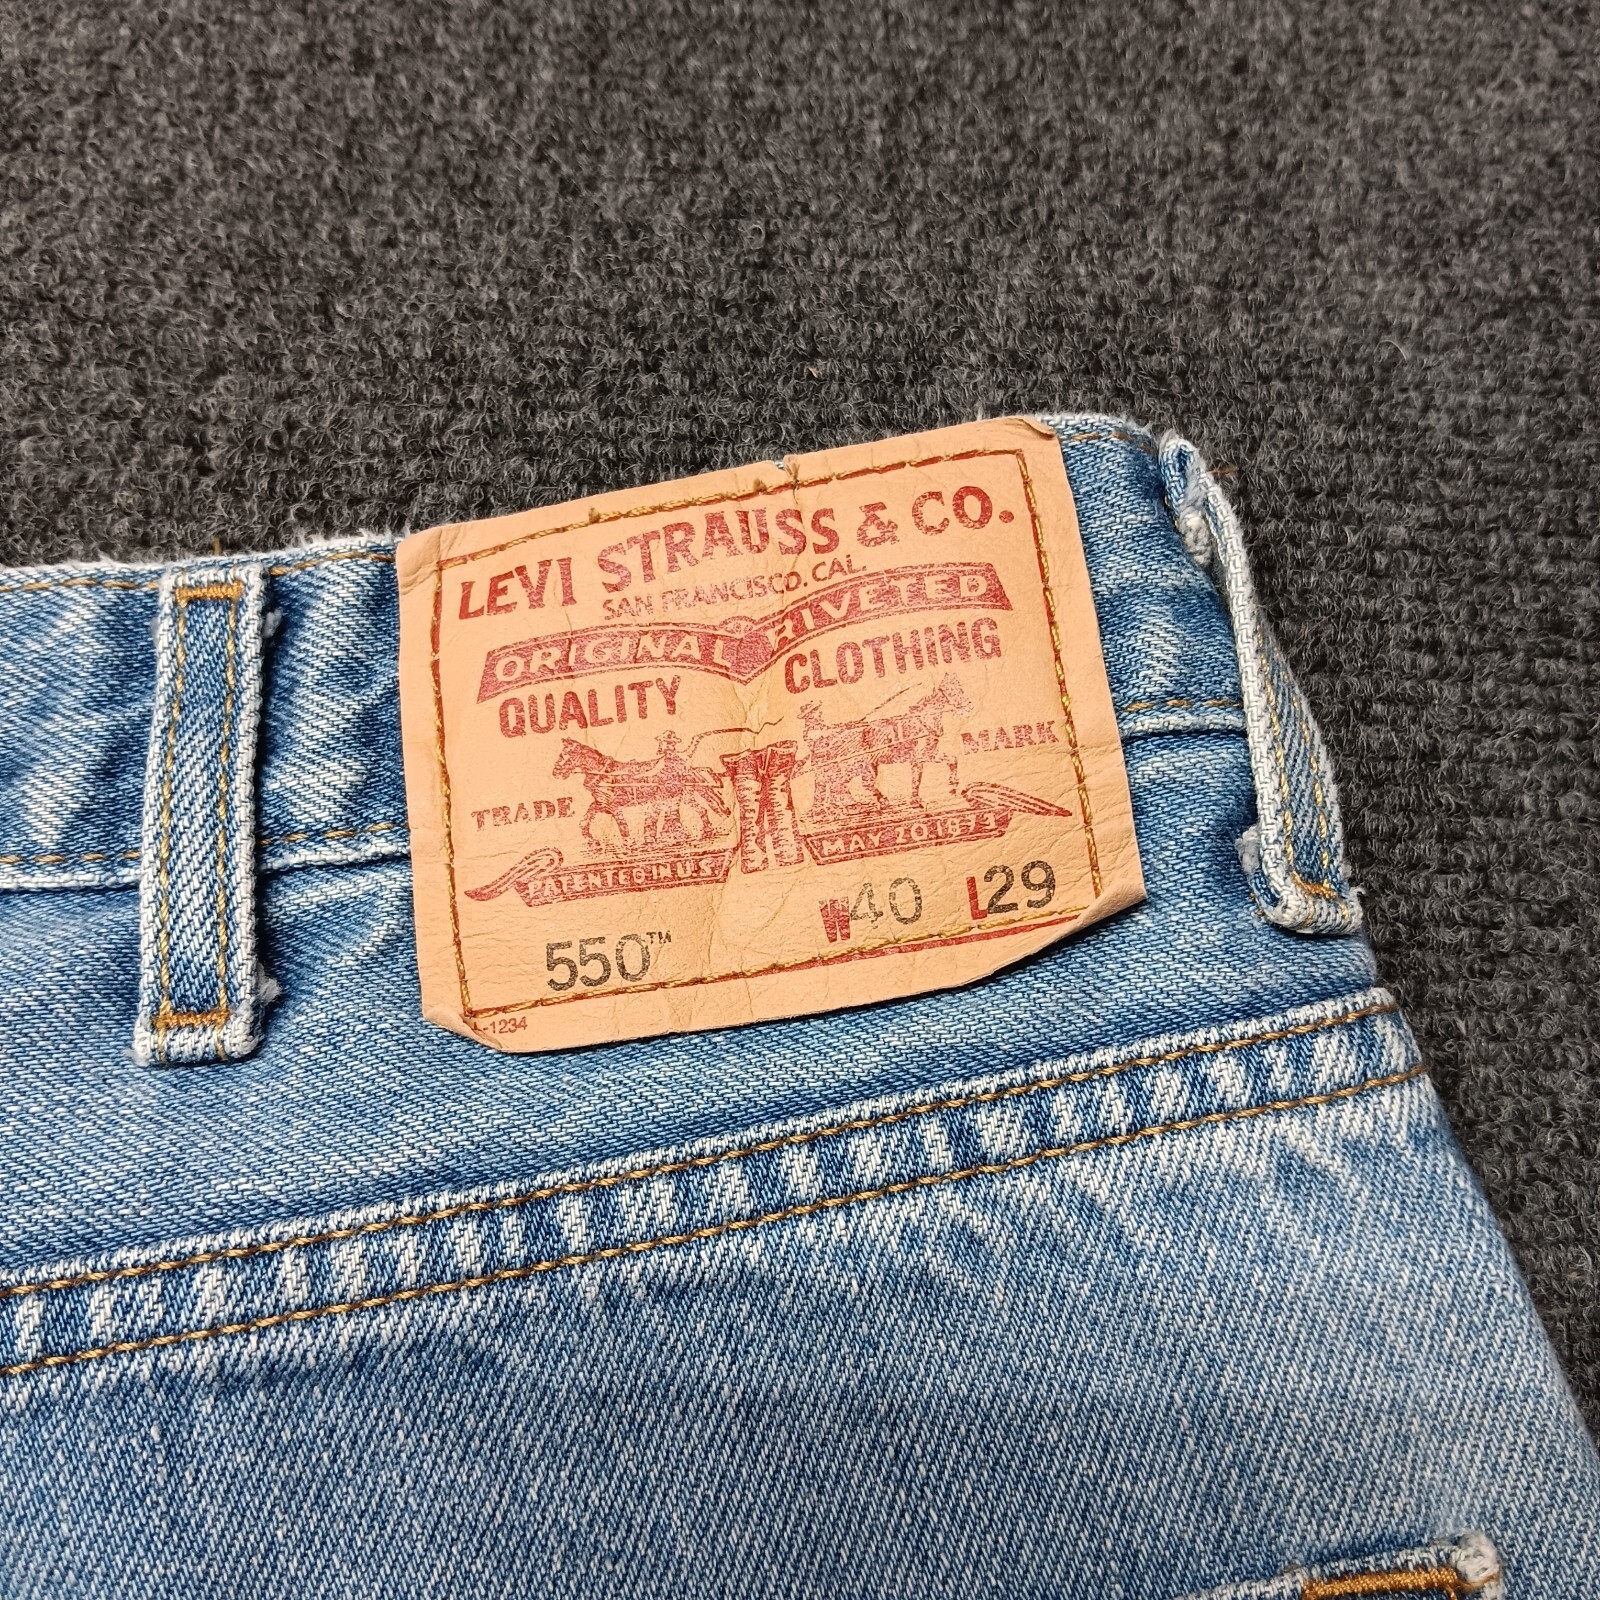 LEVI STRAUSS & CO.
SAN FRANCISCO. CAL.
ORIGINAL RIVETED
QUALITY CLOTHING
TRADE MARK
PATENTED IN U.S. MAY 20 1873
550™ W40 L29
-1234